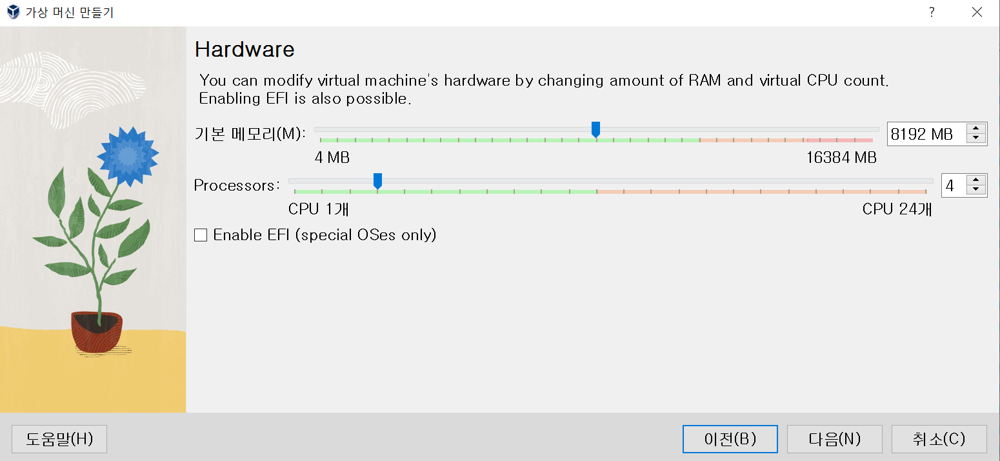 가상 머신 만들기
?
Hardware
You can modify virtual machine's hardware by changing amount of RAM and virtual CPU count.
Enabling EFI is also possible.
기본 메모리(M): 8192 MB
4 MB 16384 MB
Processors: 4
CPU 1개 CPU 24개
Enable EFI (special OSes only)
도움말(H) 이전(B) 다음(N) 취소(C)